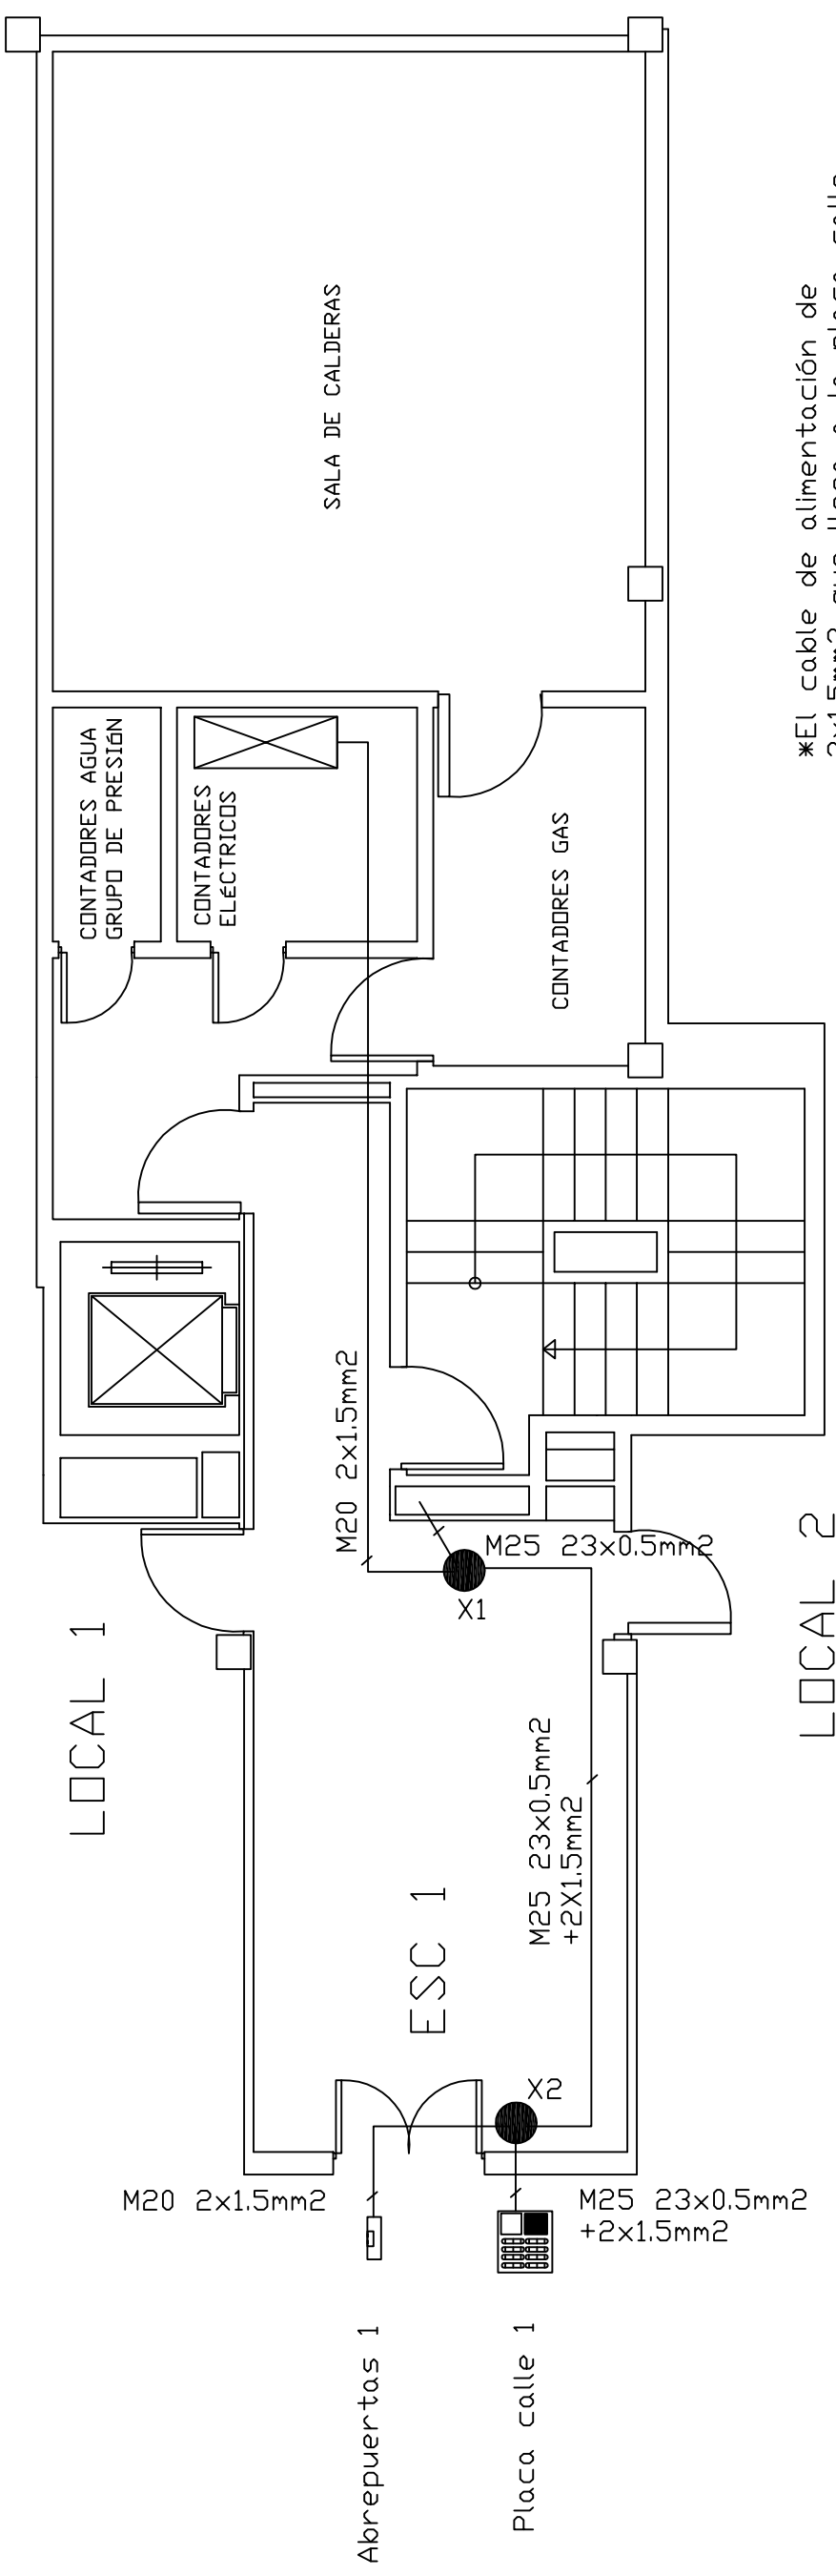 SALA DE CALDERAS
*El cable de alimentación de
CONTADORES AGUA
GRUPO DE PRESIÓN
CONTADORES
ELÉCTRICOS
CONTADORES GAS
M20 2x1.5mm2
M25 23x0.5mm2
X1
LOCAL 1
LOCAL 2
M25 23x0.5mm2
+2X1.5mm2
ESC 1
X2
M20 2x1.5mm2
M25 23x0.5mm2
+2x1.5mm2
Abrepuertas 1
Placa calle 1